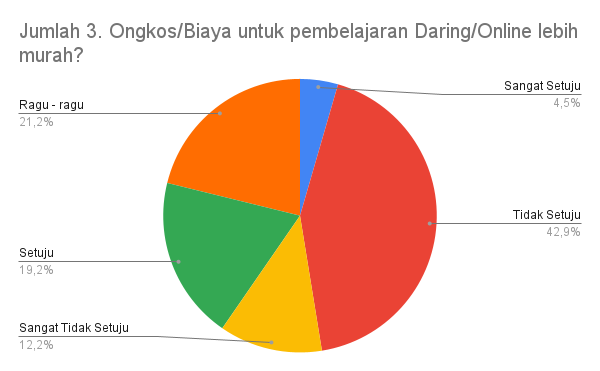 Jumlah 3. Ongkos/Biaya untuk pembelajaran Daring/Online lebih
murah?
Sangat Setuju
4,5%
Ragu - ragu
21,2%
Tidak Setuju
42,9%
Setuju
19,2%
Sangat Tidak Setuju
12,2%